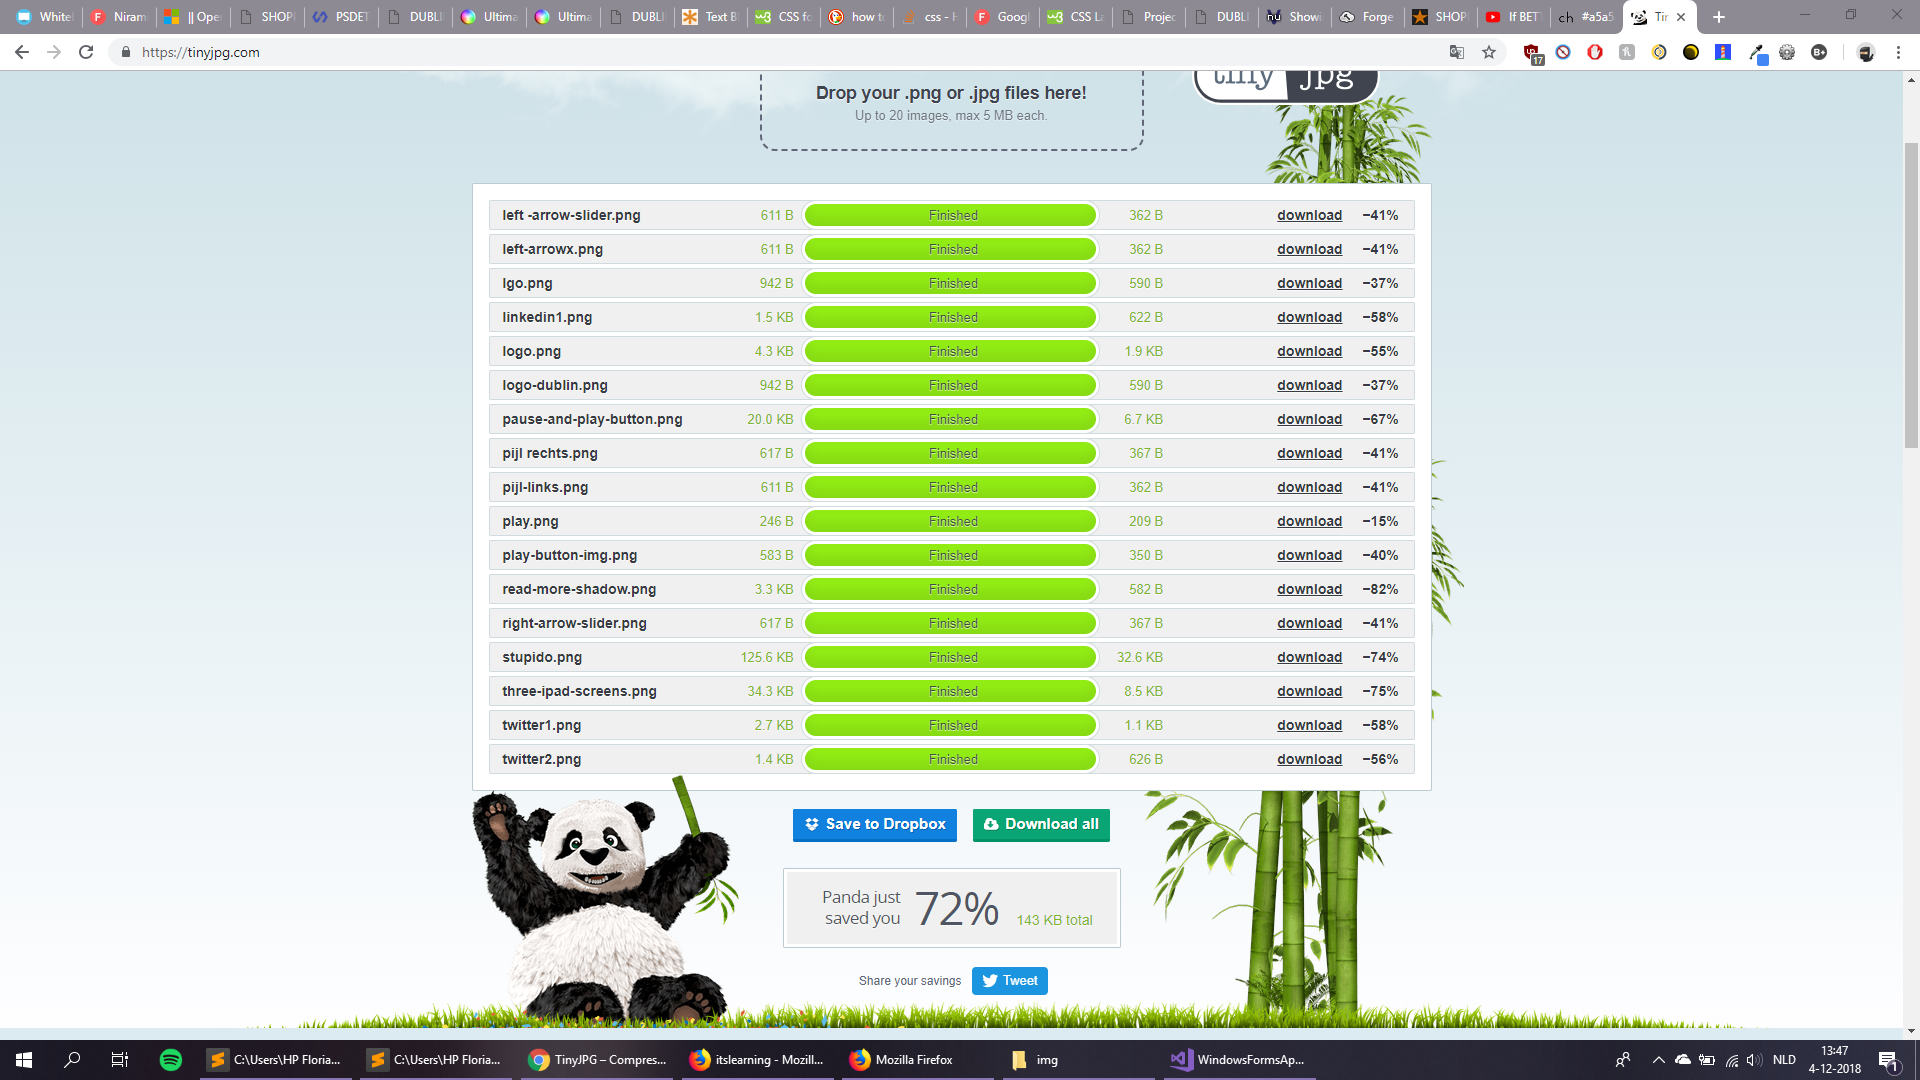 White
Niram
|| Ope
SHOP
PSDET
DUBLI
Ultima
Ultima
DUBLI
Text B
CSS fo
how to
css - H
Googl
CSS La
Projec
DUBLI
Showi
Forge
SHOP
If BET
#a5a5
Tir
https://tinyjpg.com
17
tiny jpg
Drop your .png or .jpg files here!
Up to 20 images, max 5 MB each.
left -arrow-slider.png 611 B Finished 362 B download −41%
left-arrowx.png 611 B Finished 362 B download −41%
lgo.png 942 B Finished 590 B download −37%
linkedin1.png 1.5 KB Finished 622 B download −58%
logo.png 4.3 KB Finished 1.9 KB download −55%
logo-dublin.png 942 B Finished 590 B download −37%
pause-and-play-button.png 20.0 KB Finished 6.7 KB download −67%
pijl rechts.png 617 B Finished 367 B download −41%
pijl-links.png 611 B Finished 362 B download −41%
play.png 246 B Finished 209 B download −15%
play-button-img.png 583 B Finished 350 B download −40%
read-more-shadow.png 3.3 KB Finished 582 B download −82%
right-arrow-slider.png 617 B Finished 367 B download −41%
stupido.png 125.6 KB Finished 32.6 KB download −74%
three-ipad-screens.png 34.3 KB Finished 8.5 KB download −75%
twitter1.png 2.7 KB Finished 1.1 KB download −58%
twitter2.png 1.4 KB Finished 626 B download −56%
Save to Dropbox
Download all
Panda just
saved you
72%
143 KB total
Share your savings
Tweet
C:\Users\HP Floria...
C:\Users\HP Floria...
TinyJPG – Compres...
itslearning - Mozill...
Mozilla Firefox
img
WindowsFormsAp...
NLD
13:47
4-12-2018
1